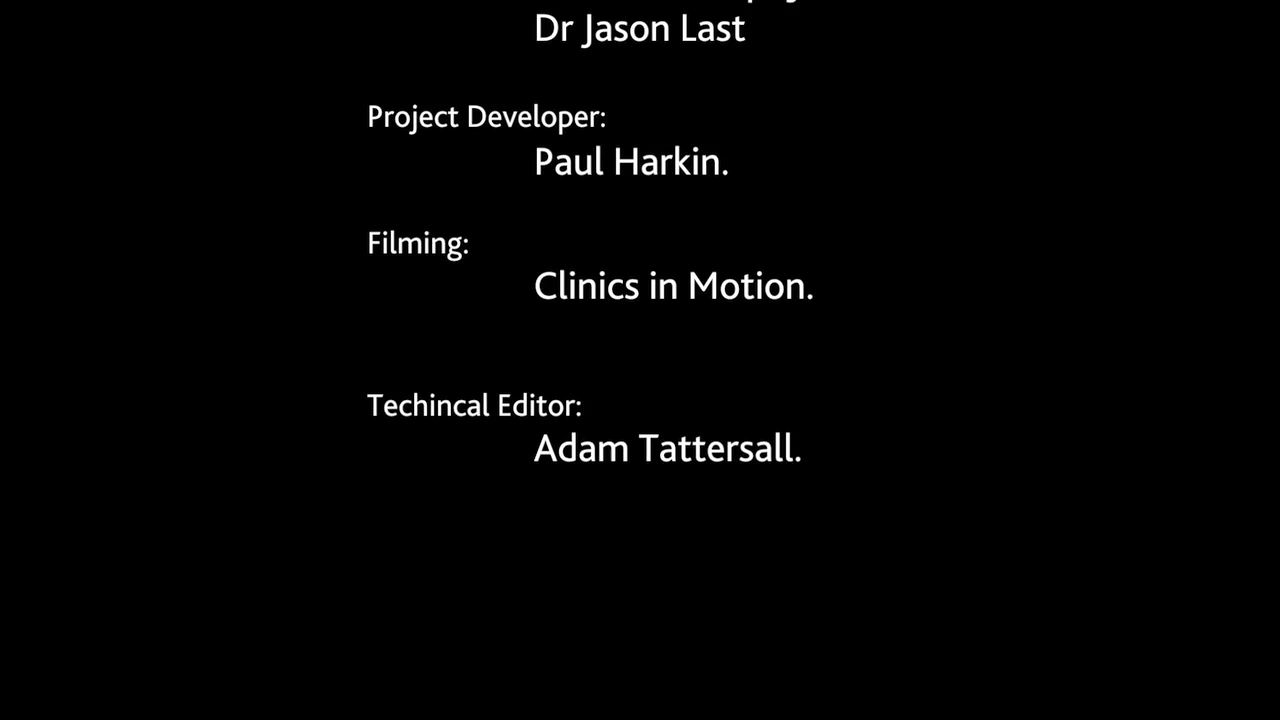 Dr Jason Last
Project Developer:
Paul Harkin.
Filming:
Clinics in Motion.
Techincal Editor:
Adam Tattersall.